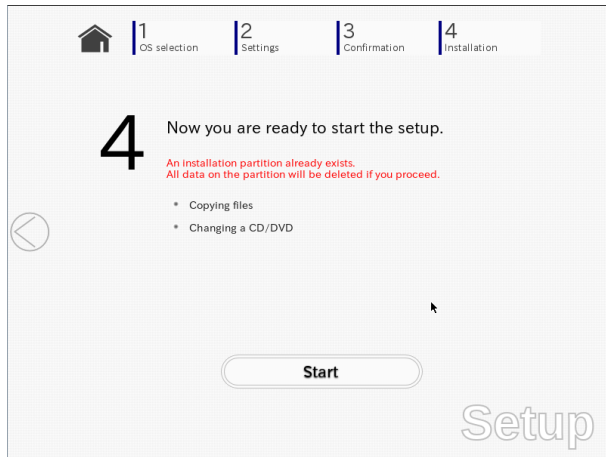 1
OS selection
2
Settings
3
Confirmation
4
Installation
4
Now you are ready to start the setup.
An installation partition already exists.
All data on the partition will be deleted if you proceed.
• Copying files
• Changing a CD/DVD
Start
Setup